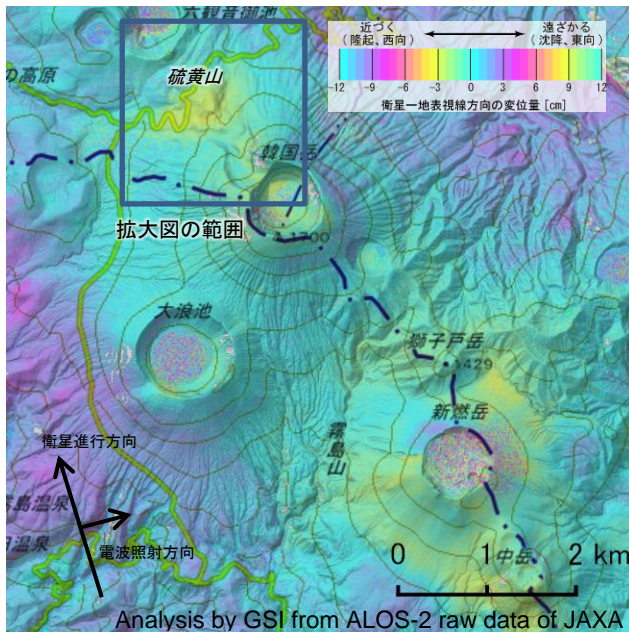 六観音御池
の高原
硫黄山
韓国岳
1700
拡大図の範囲
近づく
（隆起、西向）
遠ざかる
（沈降、東向）
-12 -9 -6 -3 0 3 6 9 12
衛星ー地表視線方向の変位量 [cm]
大浪池
獅子戸岳
1429
新燃岳
霧島山
中岳
衛星進行方向
電波照射方向
島温泉
温泉
0 1 2 km
Analysis by GSI from ALOS-2 raw data of JAXA